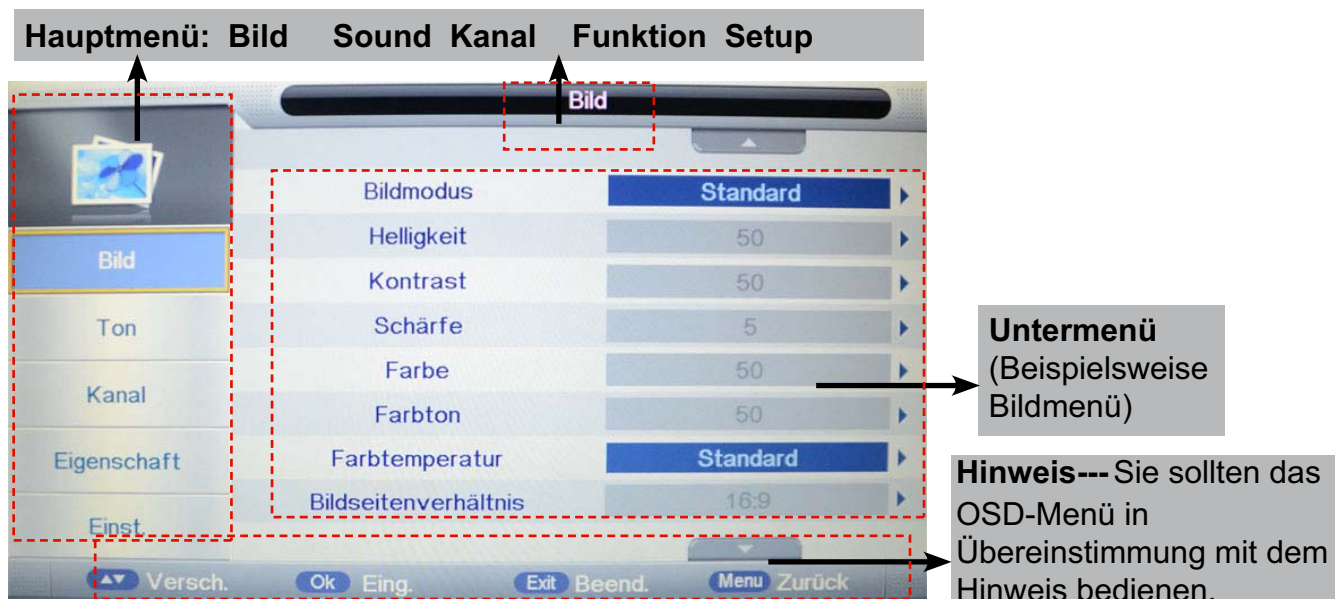 Hauptmenü: Bild Sound Kanal Funktion Setup
Bild
Bild
Ton
Kanal
Eigenschaft
Einst.
Bildmodus Standard
Helligkeit 50
Kontrast 50
Schärfe 5
Farbe 50
Farbton 50
Farbtemperatur Standard
Bildseitenverhältnis 16:9
Versch. Ok Eing. Exit Beend. Menu Zurück
Untermenü
(Beispielsweise
Bildmenü)
Hinweis--- Sie sollten das
OSD-Menü in
Übereinstimmung mit dem
Hinweis bedienen.